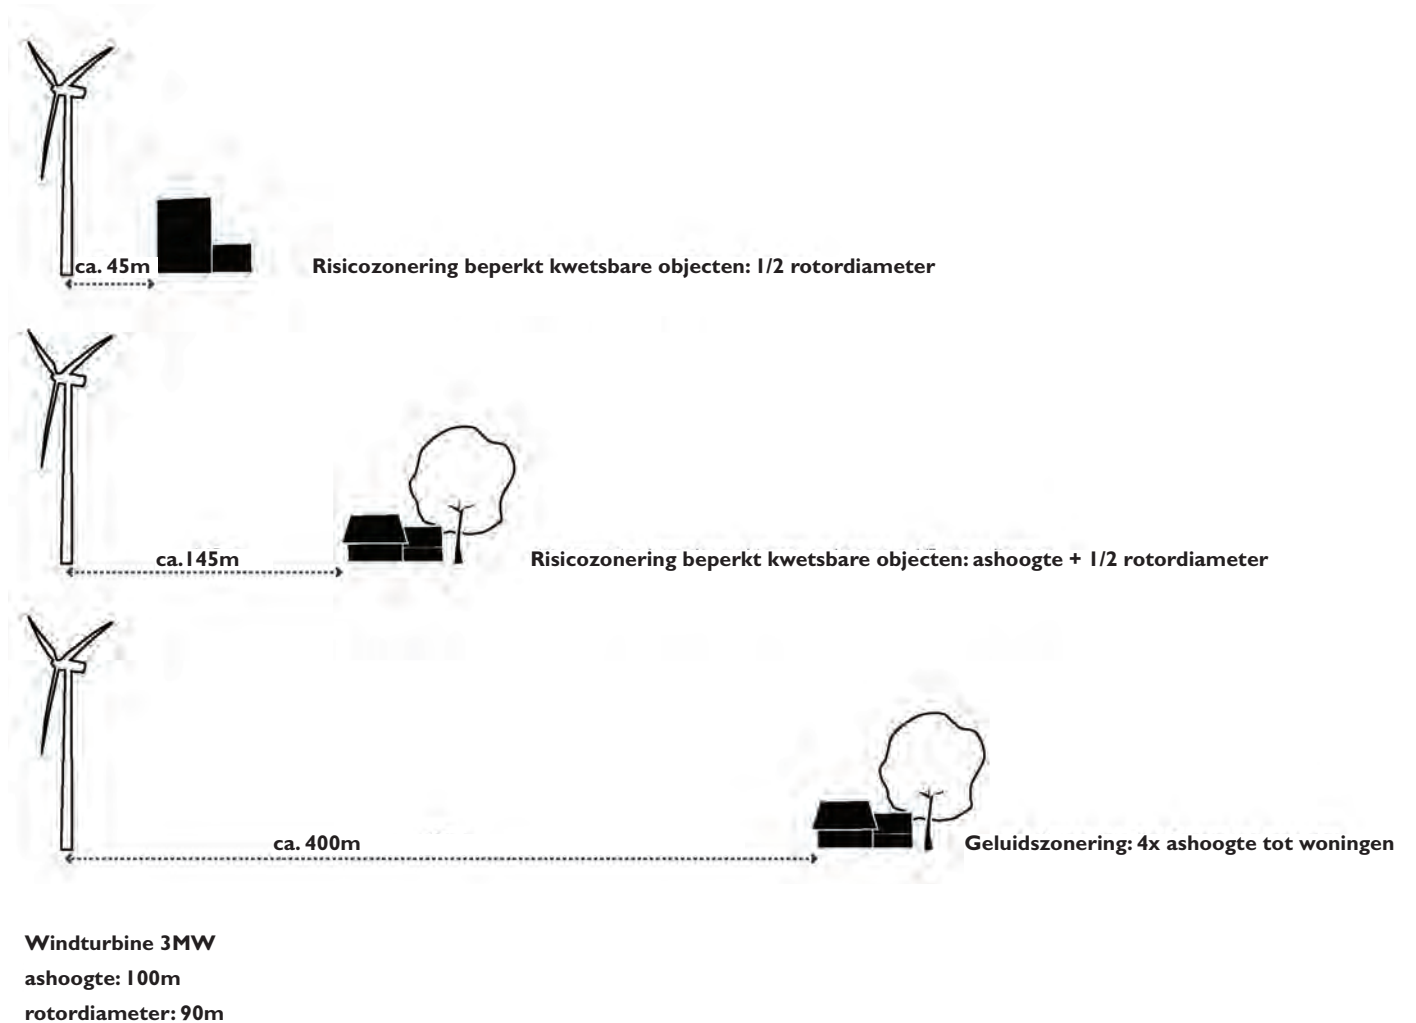 ca. 45m
Risicozonering beperkt kwetsbare objecten: 1/2 rotordiameter
ca.145m
Risicozonering beperkt kwetsbare objecten: ashoogte + 1/2 rotordiameter
ca. 400m
Geluidszonering: 4x ashoogte tot woningen
Windturbine 3MW
ashoogte: 100m
rotordiameter: 90m